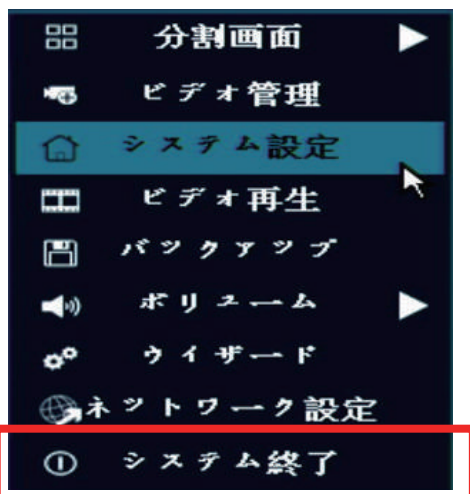 分割画面
ビデオ管理
システム設定
ビデオ再生
バックアップ
ボリューム
ウイザード
ネットワーク設定
システム終了